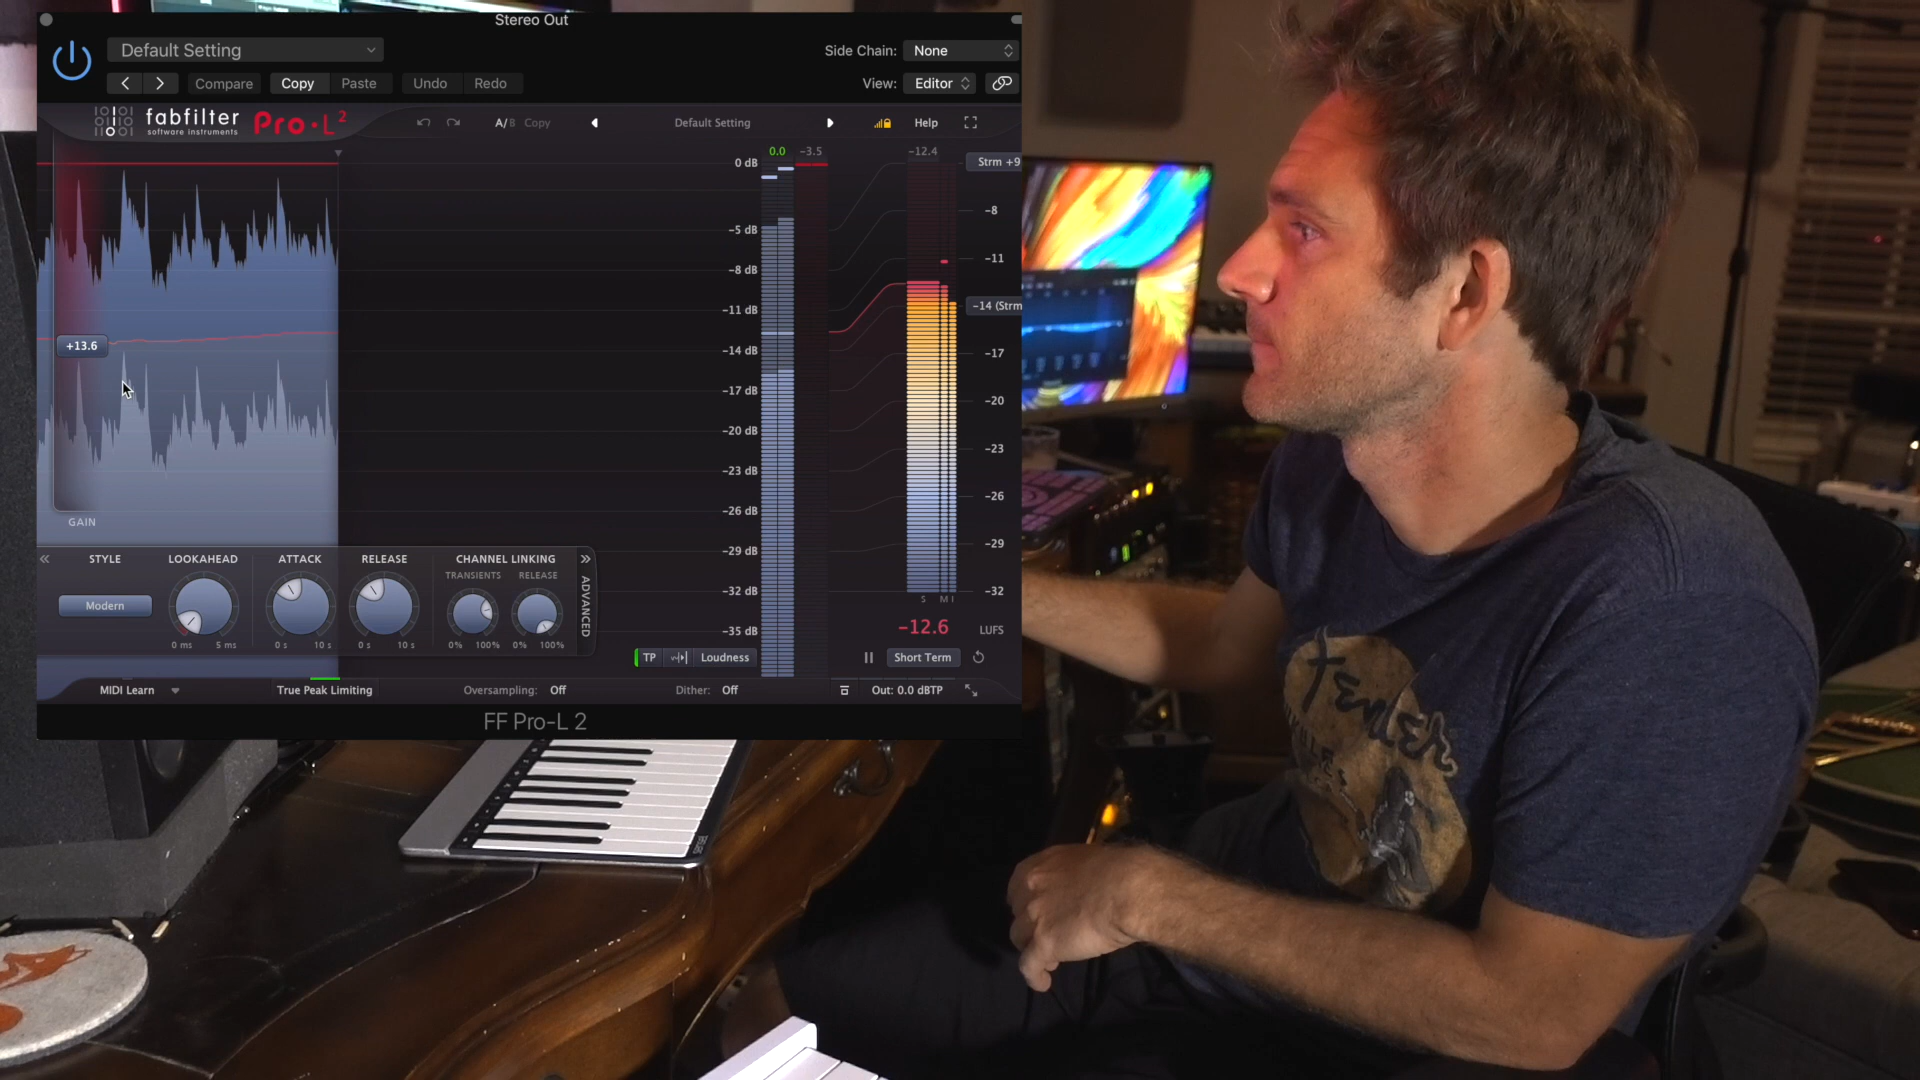 Stereo Out
Default Setting
Side Chain: None
Compare Copy Paste Undo Redo
View: Editor
fabfilter
software instruments
Pro·L²
A/B Copy
Default Setting
Help
0.0 -3.5
-12.4
0 dB
Strm +9
-5 dB
-8
-8 dB
-11
-11 dB
-14 (Strm
+13.6
-14 dB
-17
-17 dB
-20
-20 dB
-23
-23 dB
-26
-26 dB
GAIN
-29 dB
-29
STYLE LOOKAHEAD ATTACK RELEASE CHANNEL LINKING
TRANSIENTS RELEASE
ADVANCED
Modern
-32 dB
-32
S M I
0 ms 5 ms 0 s 10 s 0 s 10 s 0% 100% 0% 100%
-35 dB
-12.6 LUFS
TP Loudness
Short Term
MIDI Learn
True Peak Limiting
Oversampling: Off
Dither: Off
Out: 0.0 dBTP
FF Pro-L 2
Fender